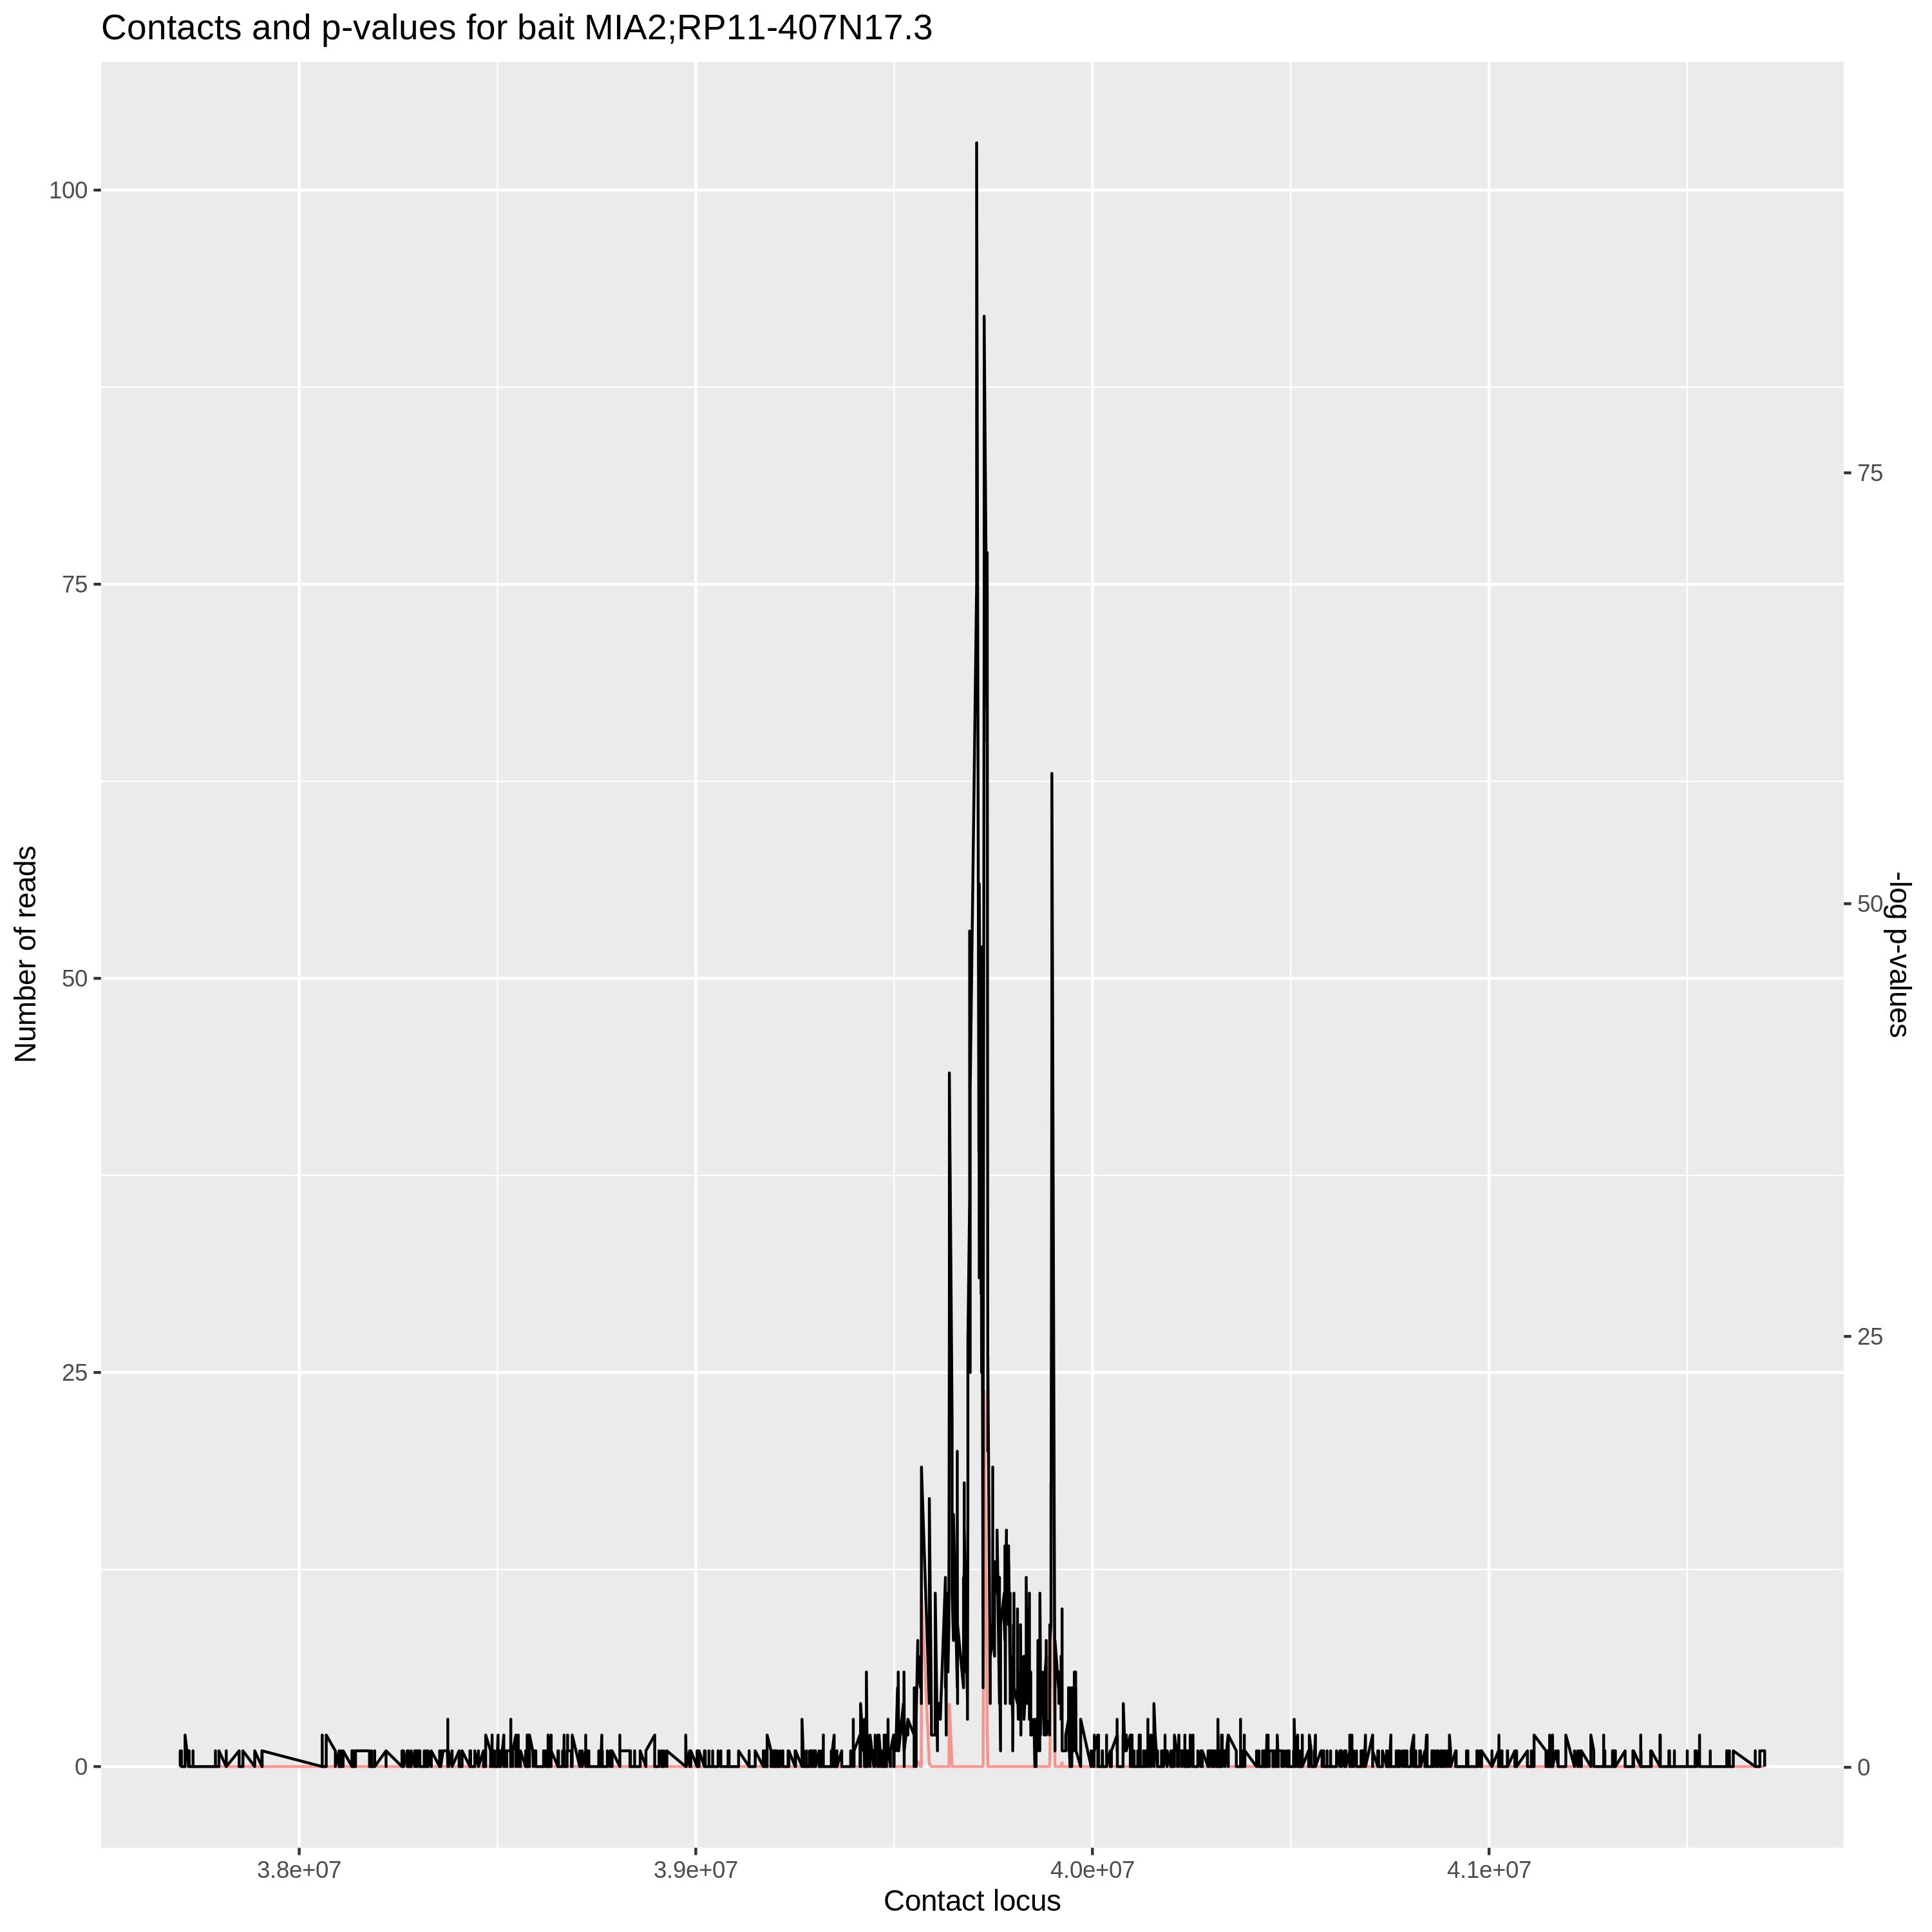 Contacts and p-values for bait MIA2;RP11-407N17.3
100
75
50
25
0
Number of reads
75
50
25
0
-log p-values
3.8e+07 3.9e+07 4.0e+07 4.1e+07
Contact locus